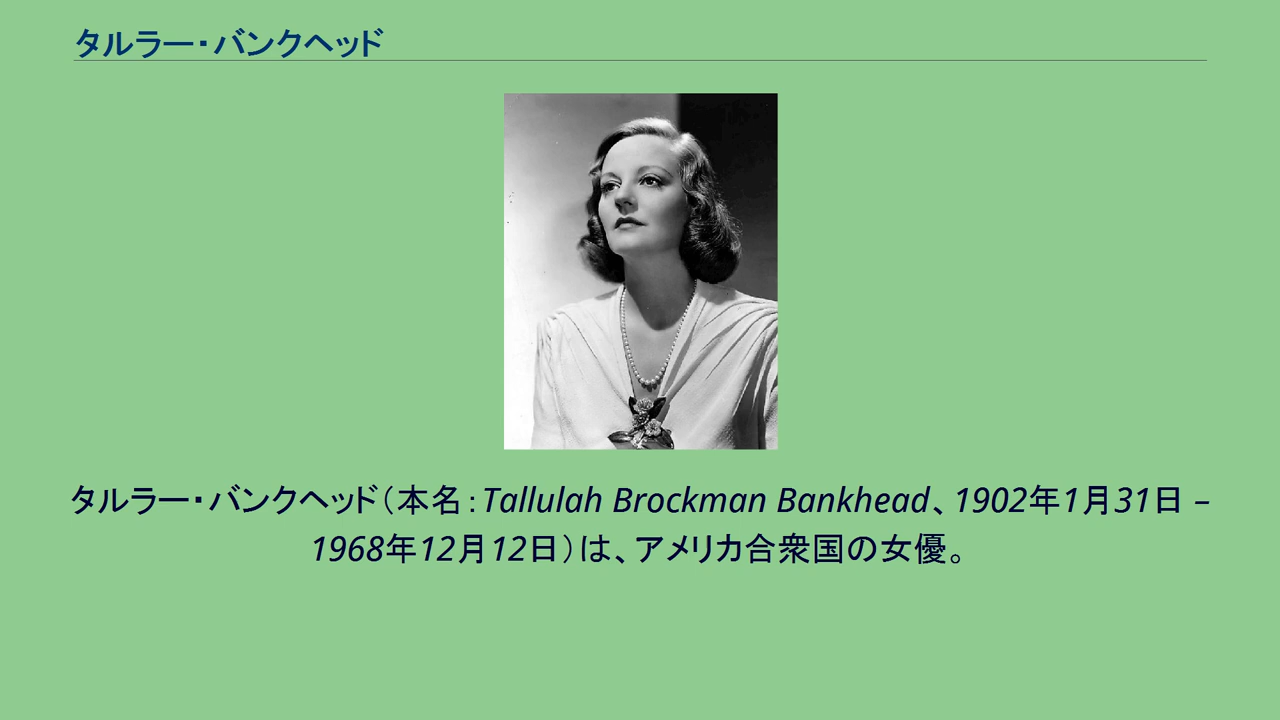 タルラー・バンクヘッド
タルラー・バンクヘッド（本名：Tallulah Brockman Bankhead、1902年1月31日 –
1968年12月12日）は、アメリカ合衆国の女優。